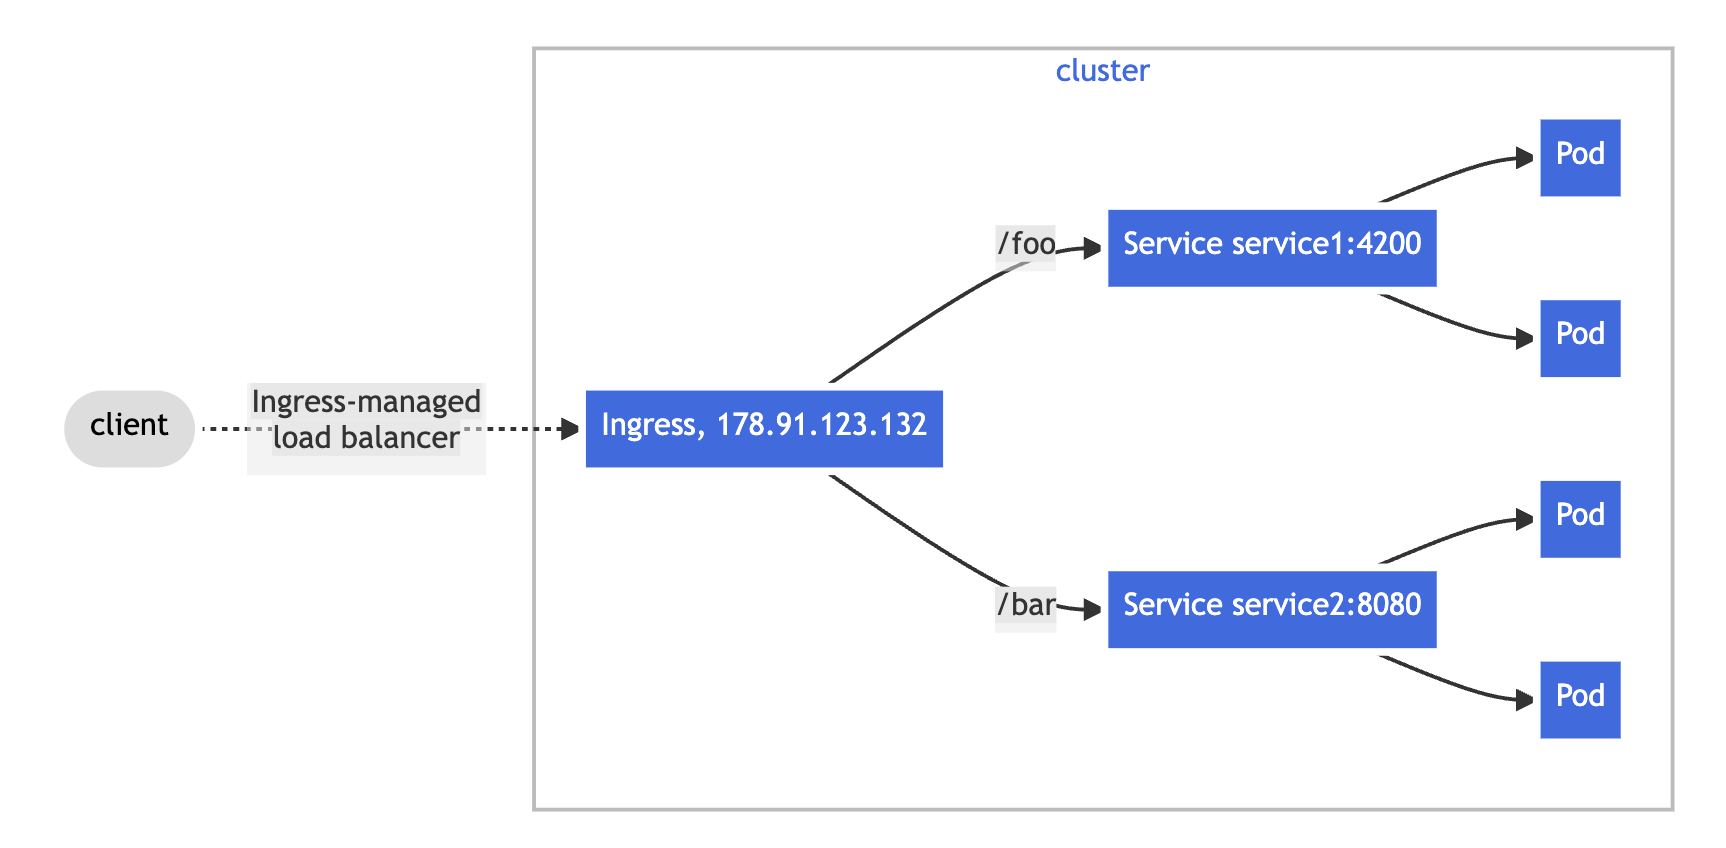 cluster
client
Ingress-managed
load balancer
Ingress, 178.91.123.132
/foo
Service service1:4200
Pod
Pod
/bar
Service service2:8080
Pod
Pod